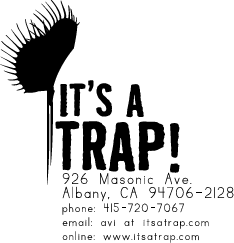 IT'S A
TRAP!
926 Masonic Ave.
Albany, CA 94706-2128
phone: 415-720-7067
email: avi at itsatrap.com
online: www.itsatrap.com